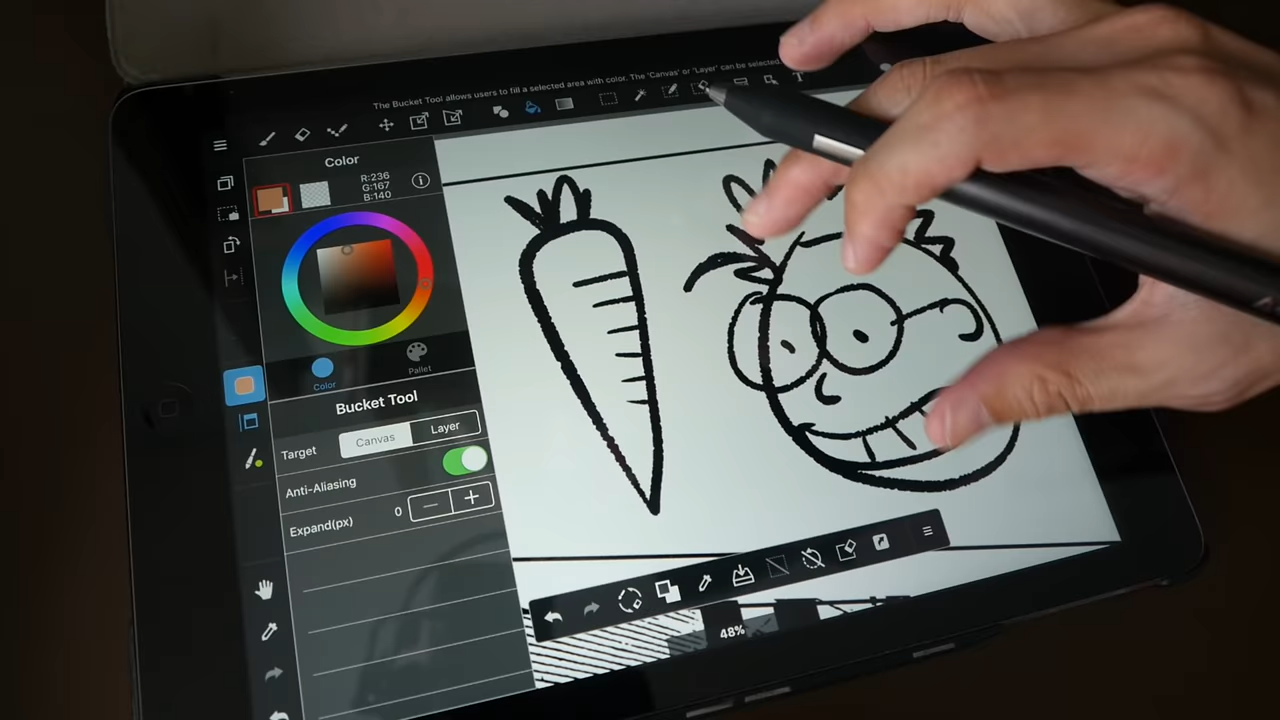 The Bucket Tool allows users to fill a selected area with color. The 'Canvas' or 'Layer' can be selected.
T
Color
R:236
G:167
B:140
Color
Pallet
Bucket Tool
Target
Canvas
Layer
Anti-Aliasing
Expand(px)
0
48%